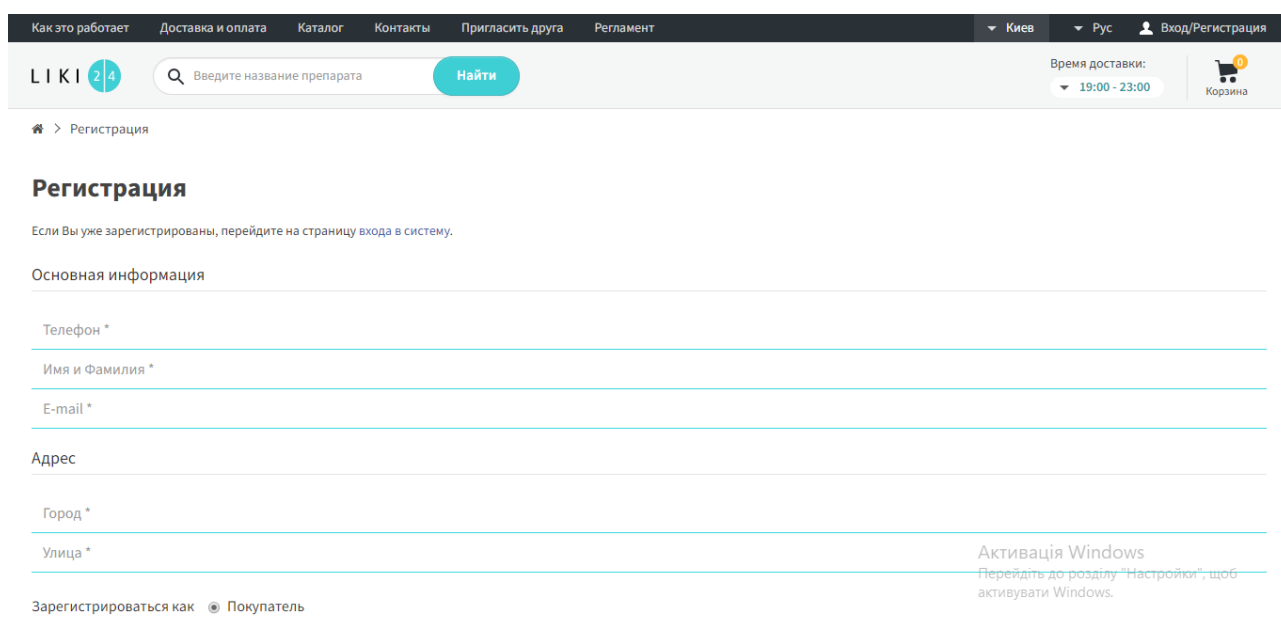 Как это работает Доставка и оплата Каталог Контакты Пригласить друга Регламент Киев Рус Вход/Регистрация
LIKI 24 Введите название препарата Найти
Время доставки:
19:00 - 23:00
0
Корзина
> Регистрация
Регистрация
Если Вы уже зарегистрированы, перейдите на страницу входа в систему.
Основная информация
Телефон *
Имя и Фамилия *
E-mail *
Адрес
Город *
Улица *
Активація Windows
Перейдіть до розділу "Настройки", щоб
активувати Windows.
Зарегистрироваться как Покупатель